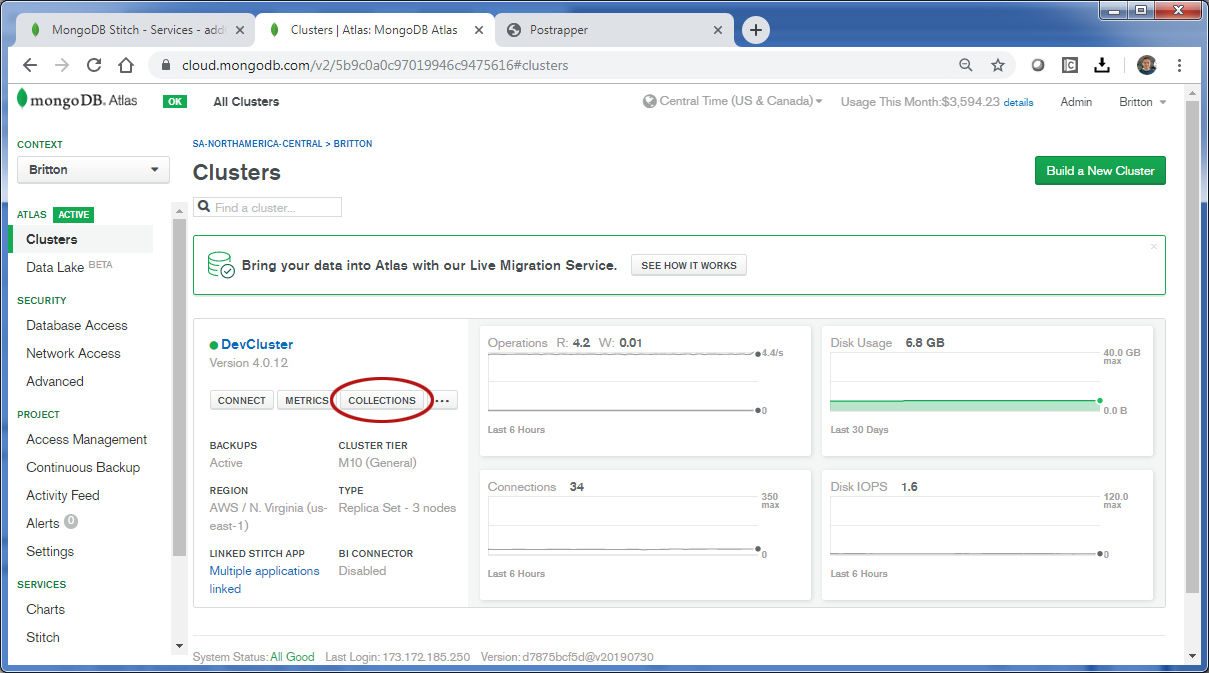 MongoDB Stitch - Services - add
Clusters | Atlas: MongoDB Atlas
Postrapper
cloud.mongodb.com/v2/5b9c0a0c97019946c9475616#clusters
mongoDB. Atlas
OK
All Clusters
Central Time (US & Canada)
Usage This Month:$3,594.23 details
Admin
Britton
CONTEXT
Britton
ATLAS ACTIVE
Clusters
Data Lake BETA
SECURITY
Database Access
Network Access
Advanced
PROJECT
Access Management
Continuous Backup
Activity Feed
Alerts 0
Settings
SERVICES
Charts
Stitch
SA-NORTHAMERICA-CENTRAL > BRITTON
Clusters
Build a New Cluster
Find a cluster...
Bring your data into Atlas with our Live Migration Service.
SEE HOW IT WORKS
DevCluster
Version 4.0.12
CONNECT
METRICS
COLLECTIONS
...
BACKUPS
Active
CLUSTER TIER
M10 (General)
REGION
AWS / N. Virginia (us-
east-1)
TYPE
Replica Set - 3 nodes
LINKED STITCH APP
Multiple applications
linked
BI CONNECTOR
Disabled
Operations R: 4.2 W: 0.01
4.4/s
0
Last 6 Hours
Disk Usage 6.8 GB
40.0 GB
max
0.0 B
Last 30 Days
Connections 34
350
max
0
Last 6 Hours
Disk IOPS 1.6
120.0
max
0
Last 6 Hours
System Status: All Good Last Login: 173.172.185.250 Version: d7875bcf5d@v20190730